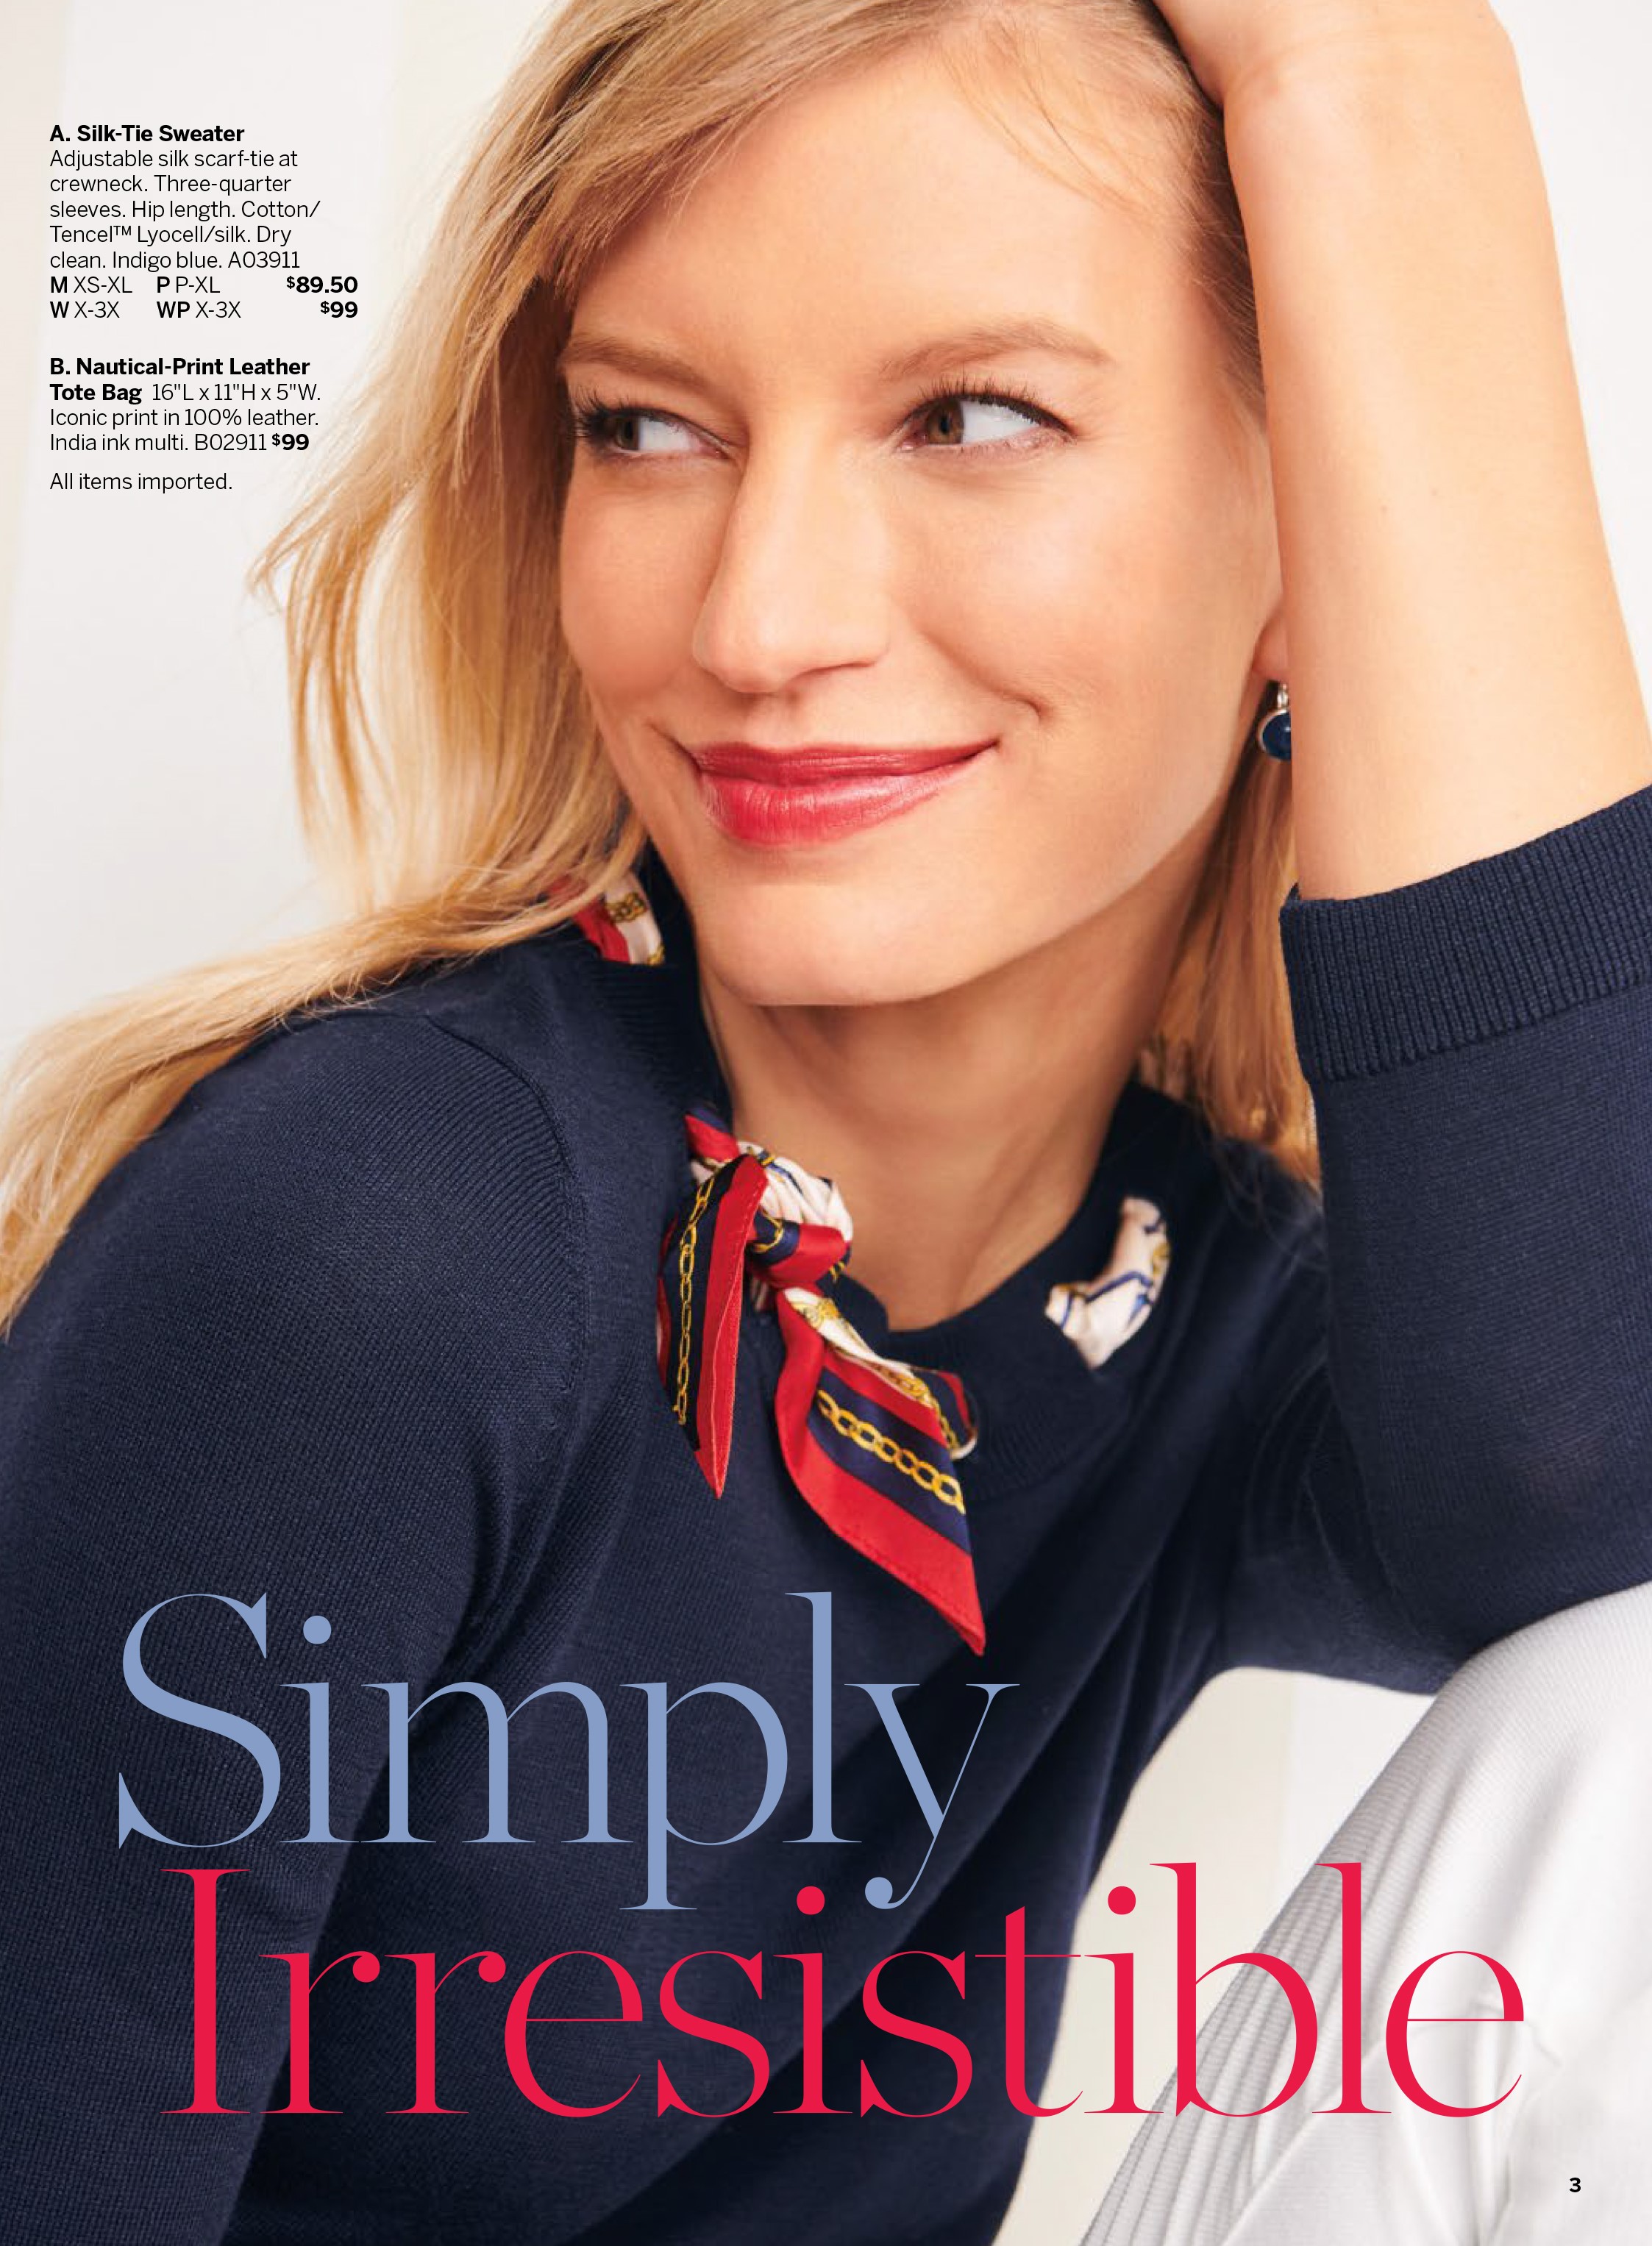 A. Silk-Tie Sweater
Adjustable silk scarf-tie at
crewneck. Three-quarter
sleeves. Hip length. Cotton/
Tencel™ Lyocell/silk. Dry
clean. Indigo blue. A03911
M XS-XL P P-XL $89.50
W X-3X WP X-3X $99
B. Nautical-Print Leather
Tote Bag 16"L x 11"H x 5"W.
Iconic print in 100% leather.
India ink multi. B02911 $99
All items imported.
Simply
Irresistible
3